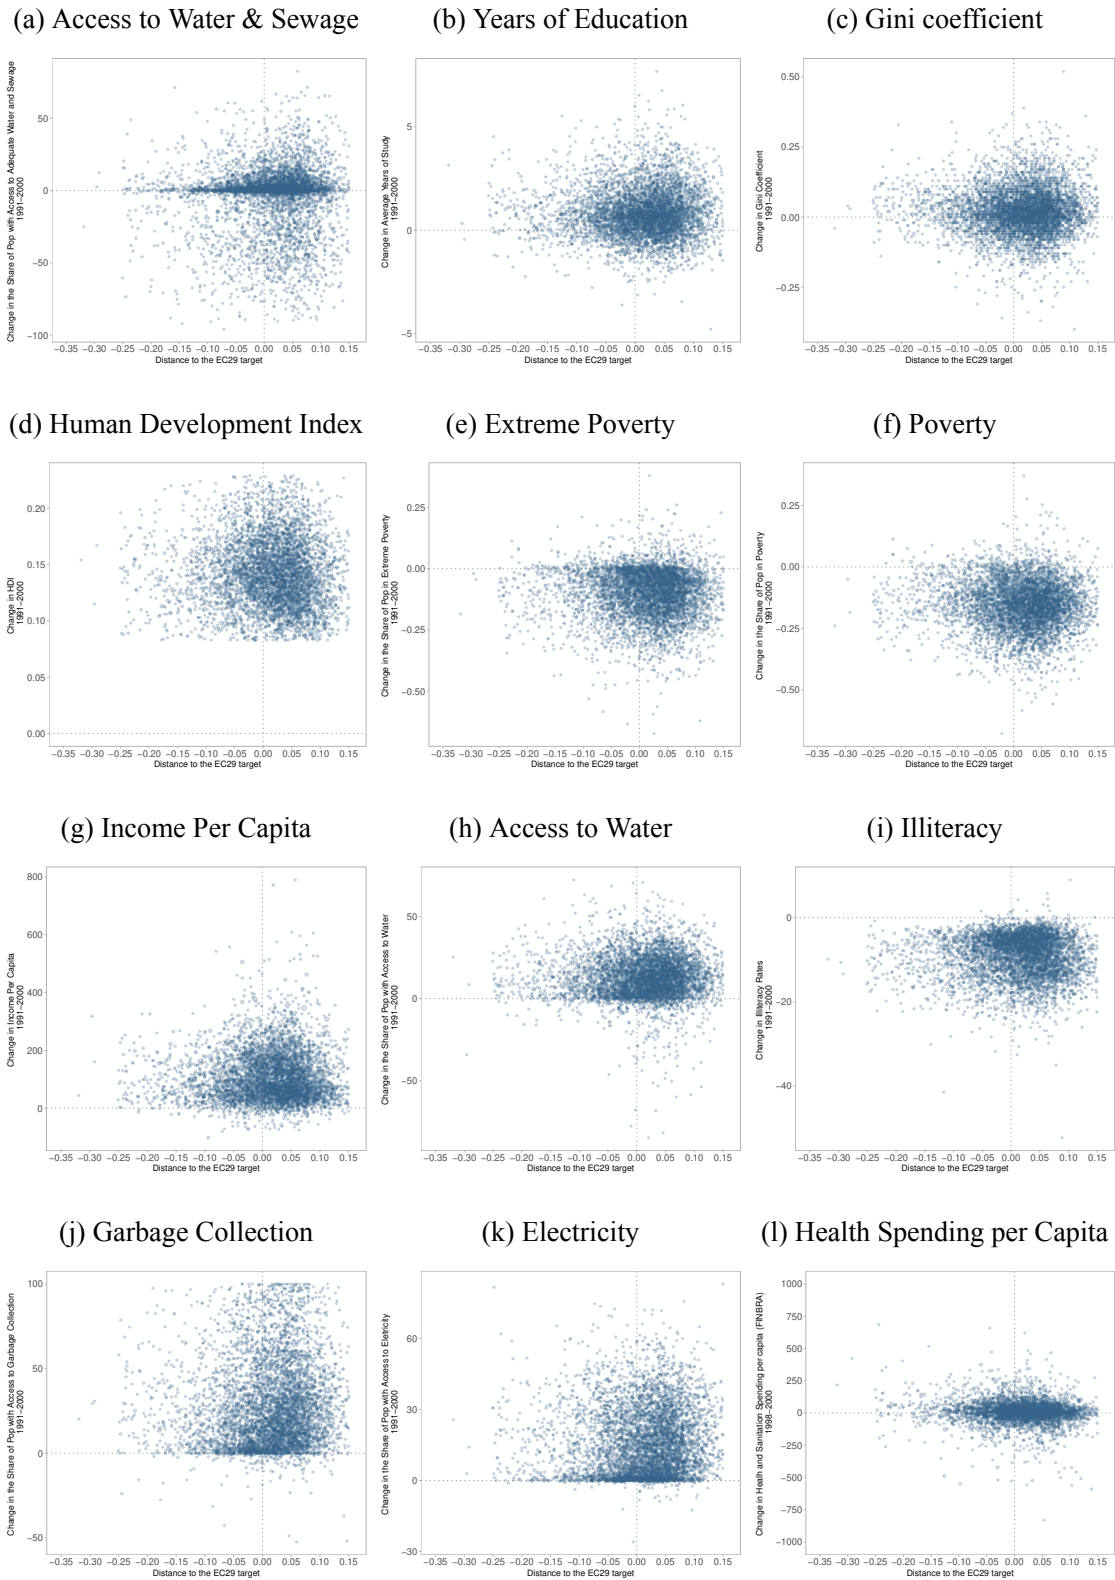 (a) Access to Water & Sewage
(b) Years of Education
(c) Gini coefficient
Change in the Share of Pop with Access to Adequate Water and Sewage
1991−2000
50
0
−50
−100
−0.35 −0.30 −0.25 −0.20 −0.15 −0.10 −0.05 0.00 0.05 0.10 0.15
Distance to the EC29 target
Change in Average Years of Study
1991−2000
5
0
−5
−0.35 −0.30 −0.25 −0.20 −0.15 −0.10 −0.05 0.00 0.05 0.10 0.15
Distance to the EC29 target
Change in Gini Coefficient
1991−2000
0.50
0.25
0.00
−0.25
−0.35 −0.30 −0.25 −0.20 −0.15 −0.10 −0.05 0.00 0.05 0.10 0.15
Distance to the EC29 target
(d) Human Development Index
(e) Extreme Poverty
(f) Poverty
Change in HDI
1991−2000
0.20
0.15
0.10
0.05
0.00
−0.35 −0.30 −0.25 −0.20 −0.15 −0.10 −0.05 0.00 0.05 0.10 0.15
Distance to the EC29 target
Change in the Share of Pop in Extreme Poverty
1991−2000
0.25
0.00
−0.25
−0.50
−0.35 −0.30 −0.25 −0.20 −0.15 −0.10 −0.05 0.00 0.05 0.10 0.15
Distance to the EC29 target
Change in the Share of Pop in Poverty
1991−2000
0.25
0.00
−0.25
−0.50
−0.35 −0.30 −0.25 −0.20 −0.15 −0.10 −0.05 0.00 0.05 0.10 0.15
Distance to the EC29 target
(g) Income Per Capita
(h) Access to Water
(i) Illiteracy
Change in Income Per Capita
1991−2000
800
600
400
200
0
−0.35 −0.30 −0.25 −0.20 −0.15 −0.10 −0.05 0.00 0.05 0.10 0.15
Distance to the EC29 target
Change in the Share of Pop with Access to Water
1991−2000
50
0
−50
−0.35 −0.30 −0.25 −0.20 −0.15 −0.10 −0.05 0.00 0.05 0.10 0.15
Distance to the EC29 target
Change in Illiteracy Rates
1991−2000
0
−20
−40
−0.35 −0.30 −0.25 −0.20 −0.15 −0.10 −0.05 0.00 0.05 0.10 0.15
Distance to the EC29 target
(j) Garbage Collection
(k) Electricity
(l) Health Spending per Capita
Change in the Share of Pop with Access to Garbage Collection
1991−2000
100
50
0
−50
−0.35 −0.30 −0.25 −0.20 −0.15 −0.10 −0.05 0.00 0.05 0.10 0.15
Distance to the EC29 target
Change in the Share of Pop with Access to Eletricity
1991−2000
60
30
0
−30
−0.35 −0.30 −0.25 −0.20 −0.15 −0.10 −0.05 0.00 0.05 0.10 0.15
Distance to the EC29 target
Change in Health and Sanitation Spending per capita (FINBRA)
1998−2000
1000
750
500
250
0
−250
−500
−750
−1000
−0.35 −0.30 −0.25 −0.20 −0.15 −0.10 −0.05 0.00 0.05 0.10 0.15
Distance to the EC29 target